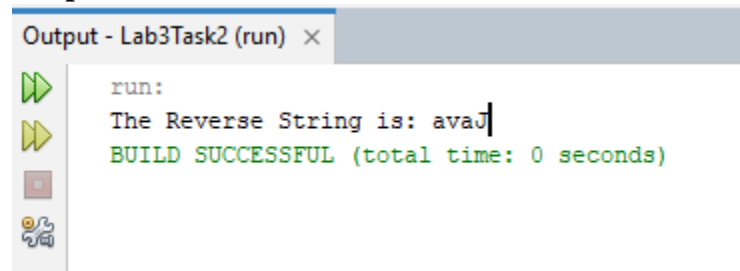 Output - Lab3Task2 (run) ×
run:
The Reverse String is: avaJ
BUILD SUCCESSFUL (total time: 0 seconds)